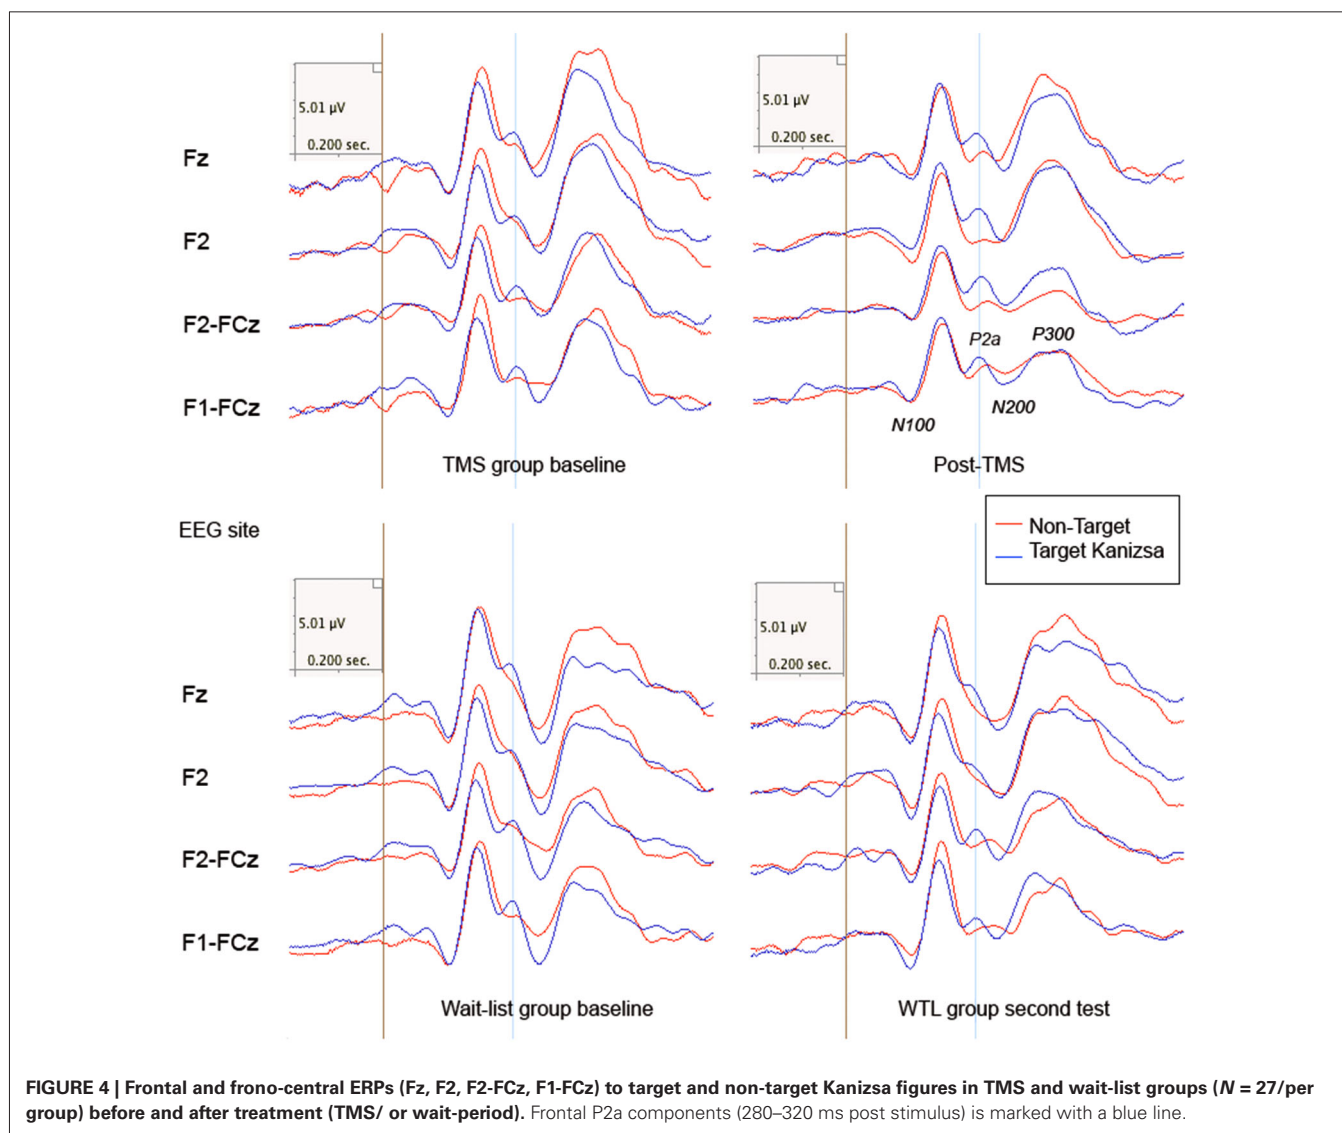 5.01 µV
0.200 sec.
5.01 µV
0.200 sec.
Fz
F2
F2-FCz
F1-FCz
P2a
P300
N100
N200
TMS group baseline
Post-TMS
EEG site
Non-Target
Target Kanizsa
5.01 µV
0.200 sec.
5.01 µV
0.200 sec.
Fz
F2
F2-FCz
F1-FCz
Wait-list group baseline
WTL group second test
FIGURE 4 | Frontal and frono-central ERPs (Fz, F2, F2-FCz, F1-FCz) to target and non-target Kanizsa figures in TMS and wait-list groups (N = 27/per
group) before and after treatment (TMS/ or wait-period). Frontal P2a components (280–320 ms post stimulus) is marked with a blue line.